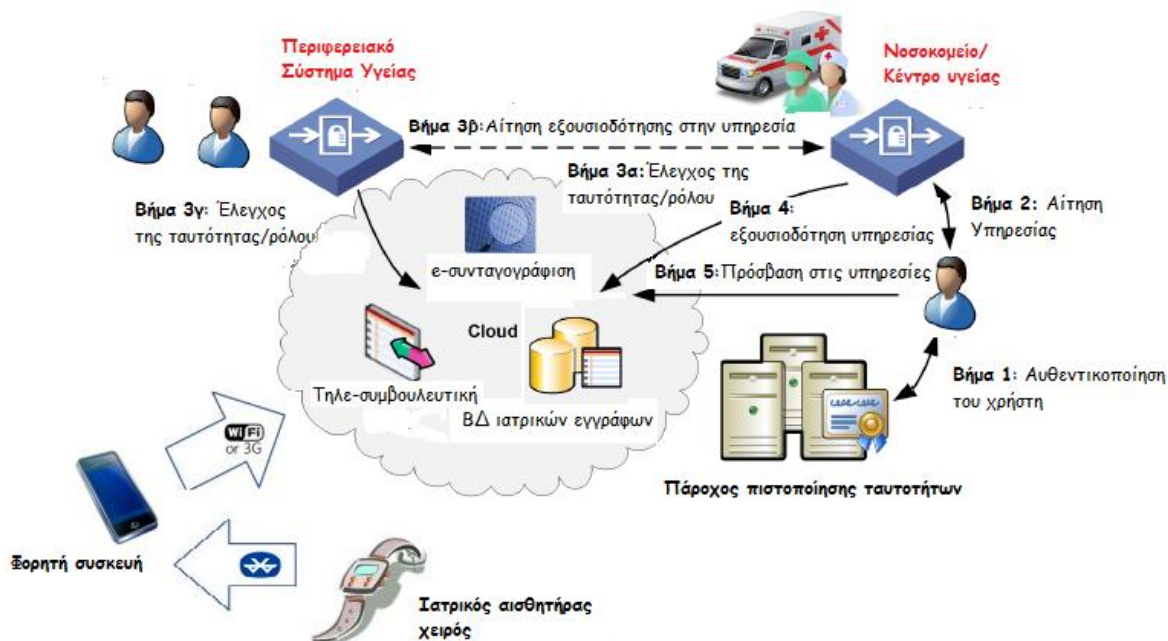 Περιφερειακό
Σύστημα Υγείας
Νοσοκομείο/
Κέντρο υγείας
Βήμα 3β:Αίτηση εξουσιοδότησης στην υπηρεσία
Βήμα 3α:Έλεγχος της
ταυτότητας/ρόλου
Βήμα 3γ: Έλεγχος
της ταυτότητας/ρόλου
Βήμα 4:
εξουσιοδότηση υπηρεσίας
Βήμα 2: Αίτηση
Υπηρεσίας
e-συνταγογράφιση
Βήμα 5:Πρόσβαση στις υπηρεσίες
Cloud
Τηλε-συμβουλευτική
ΒΔ ιατρικών εγγράφων
Βήμα 1: Αυθεντικοποίηση
του χρήστη
Πάροχος πιστοποίησης ταυτοτήτων
WiFi
or 3G
Φορητή συσκευή
Ιατρικός αισθητήρας
χειρός